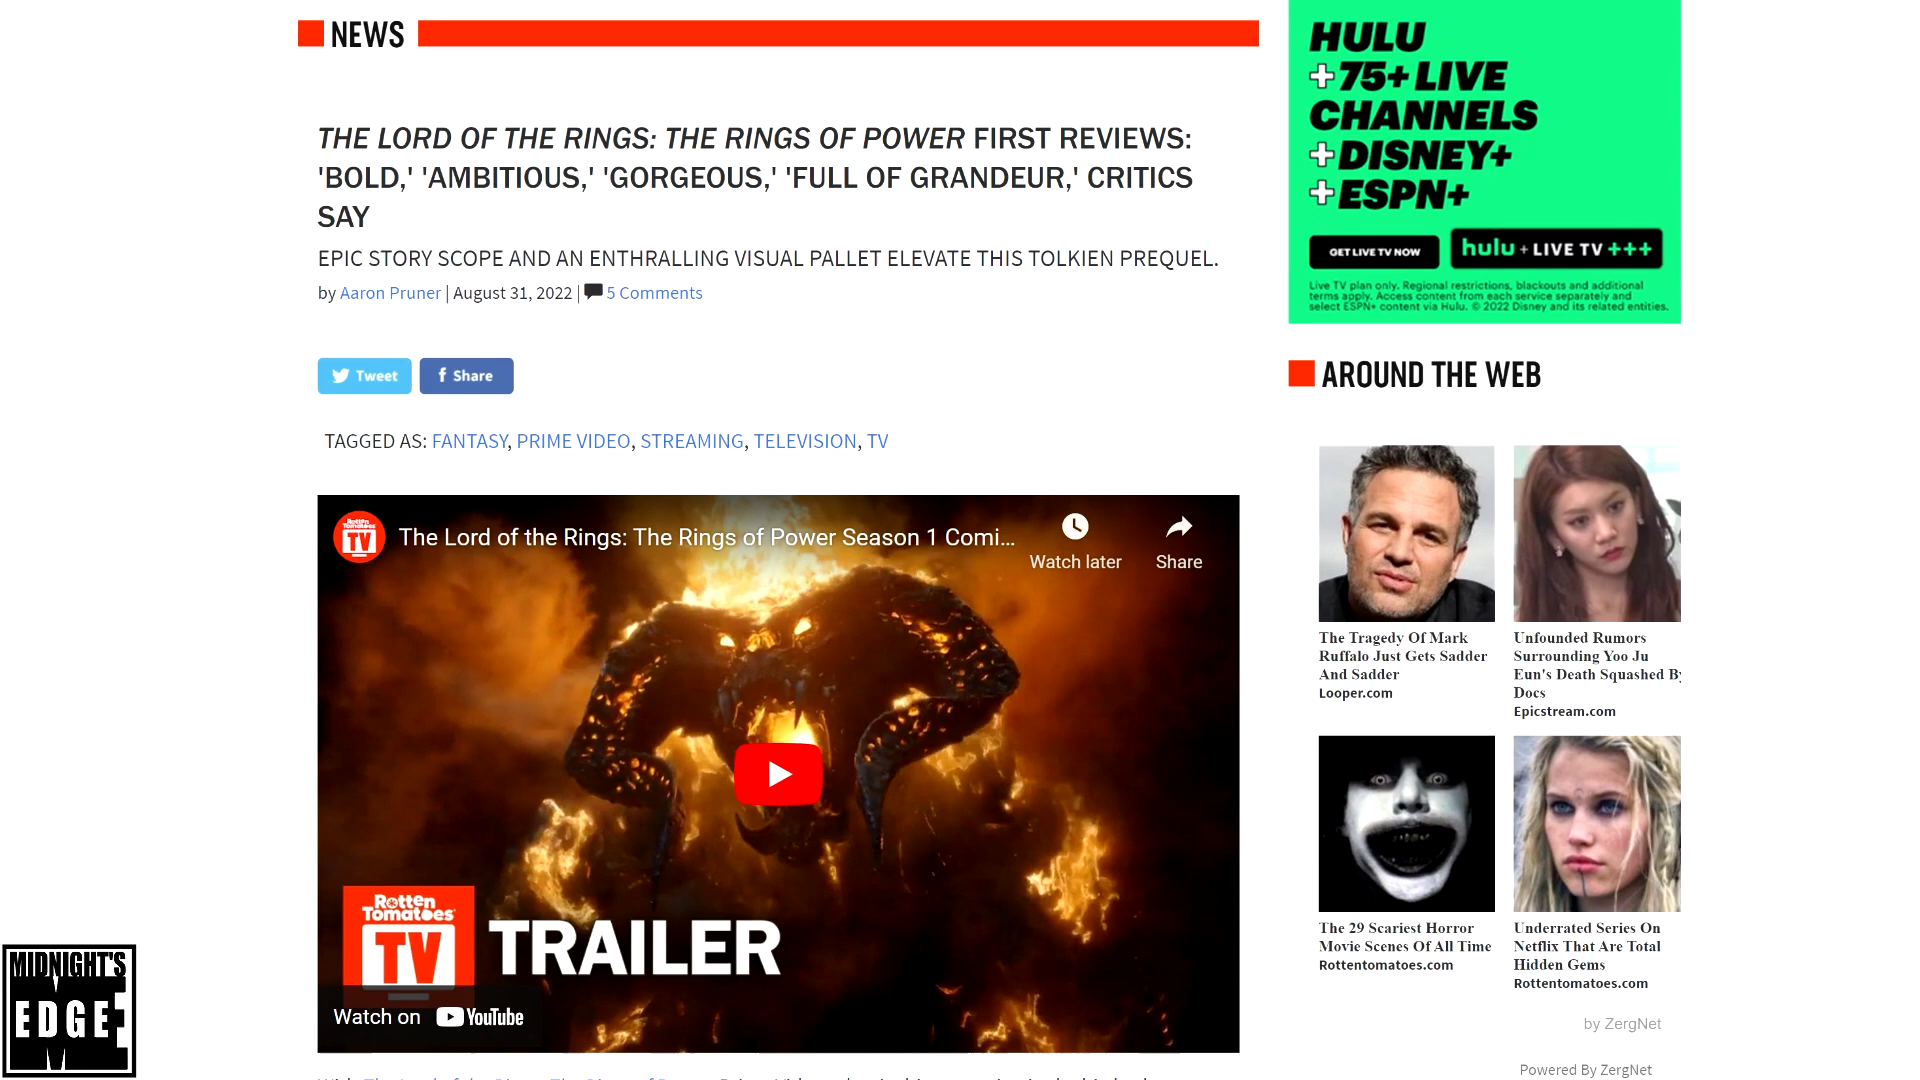 NEWS
THE LORD OF THE RINGS: THE RINGS OF POWER FIRST REVIEWS:
'BOLD,' 'AMBITIOUS,' 'GORGEOUS,' 'FULL OF GRANDEUR,' CRITICS
SAY
EPIC STORY SCOPE AND AN ENTHRALLING VISUAL PALLET ELEVATE THIS TOLKIEN PREQUEL.
by Aaron Pruner | August 31, 2022 | 5 Comments
Tweet
Share
TAGGED AS: FANTASY, PRIME VIDEO, STREAMING, TELEVISION, TV
Rotten
Tomatoes
TV
The Lord of the Rings: The Rings of Power Season 1 Comi...
Watch later
Share
Rotten
Tomatoes
TV
TRAILER
Watch on YouTube
HULU
+75+ LIVE
CHANNELS
+DISNEY+
+ESPN+
GET LIVE TV NOW
hulu + LIVE TV +++
Live TV plan only. Regional restrictions, blackouts and additional
terms apply. Access content from each service separately and
select ESPN+ content via Hulu. © 2022 Disney and its related entities.
AROUND THE WEB
The Tragedy Of Mark
Ruffalo Just Gets Sadder
And Sadder
Looper.com
Unfounded Rumors
Surrounding Yoo Ju
Eun's Death Squashed By
Docs
Epicstream.com
The 29 Scariest Horror
Movie Scenes Of All Time
Rottentomatoes.com
Underrated Series On
Netflix That Are Total
Hidden Gems
Rottentomatoes.com
by ZergNet
Powered By ZergNet
MIDNIGHT'S
EDGE